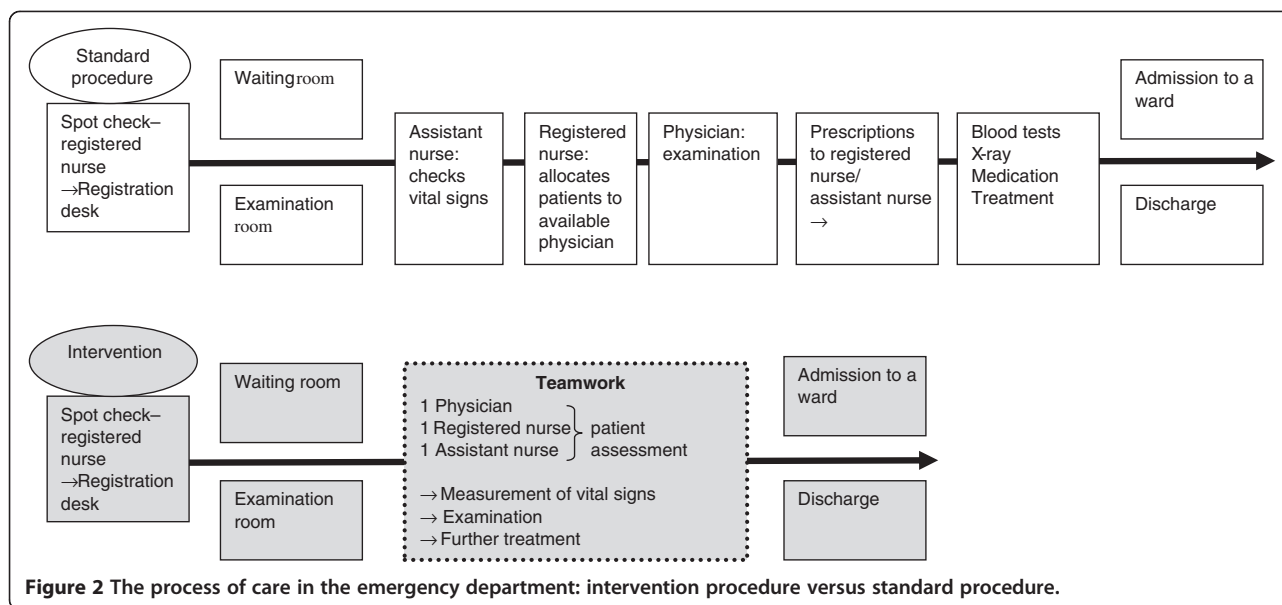 Standard
procedure
Spot check–
registered
nurse
→Registration
desk
Waiting room
Examination
room
Assistant
nurse:
checks
vital signs
Registered
nurse:
allocates
patients to
available
physician
Physician:
examination
Prescriptions
to registered
nurse/
assistant nurse
→
Blood tests
X-ray
Medication
Treatment
Admission to a
ward
Discharge
Intervention
Spot check–
registered
nurse
→Registration
desk
Waiting room
Examination
room
Teamwork
1 Physician
1 Registered nurse
1 Assistant nurse
patient
assessment
→ Measurement of vital signs
→ Examination
→ Further treatment
Admission to a
ward
Discharge
Figure 2 The process of care in the emergency department: intervention procedure versus standard procedure.